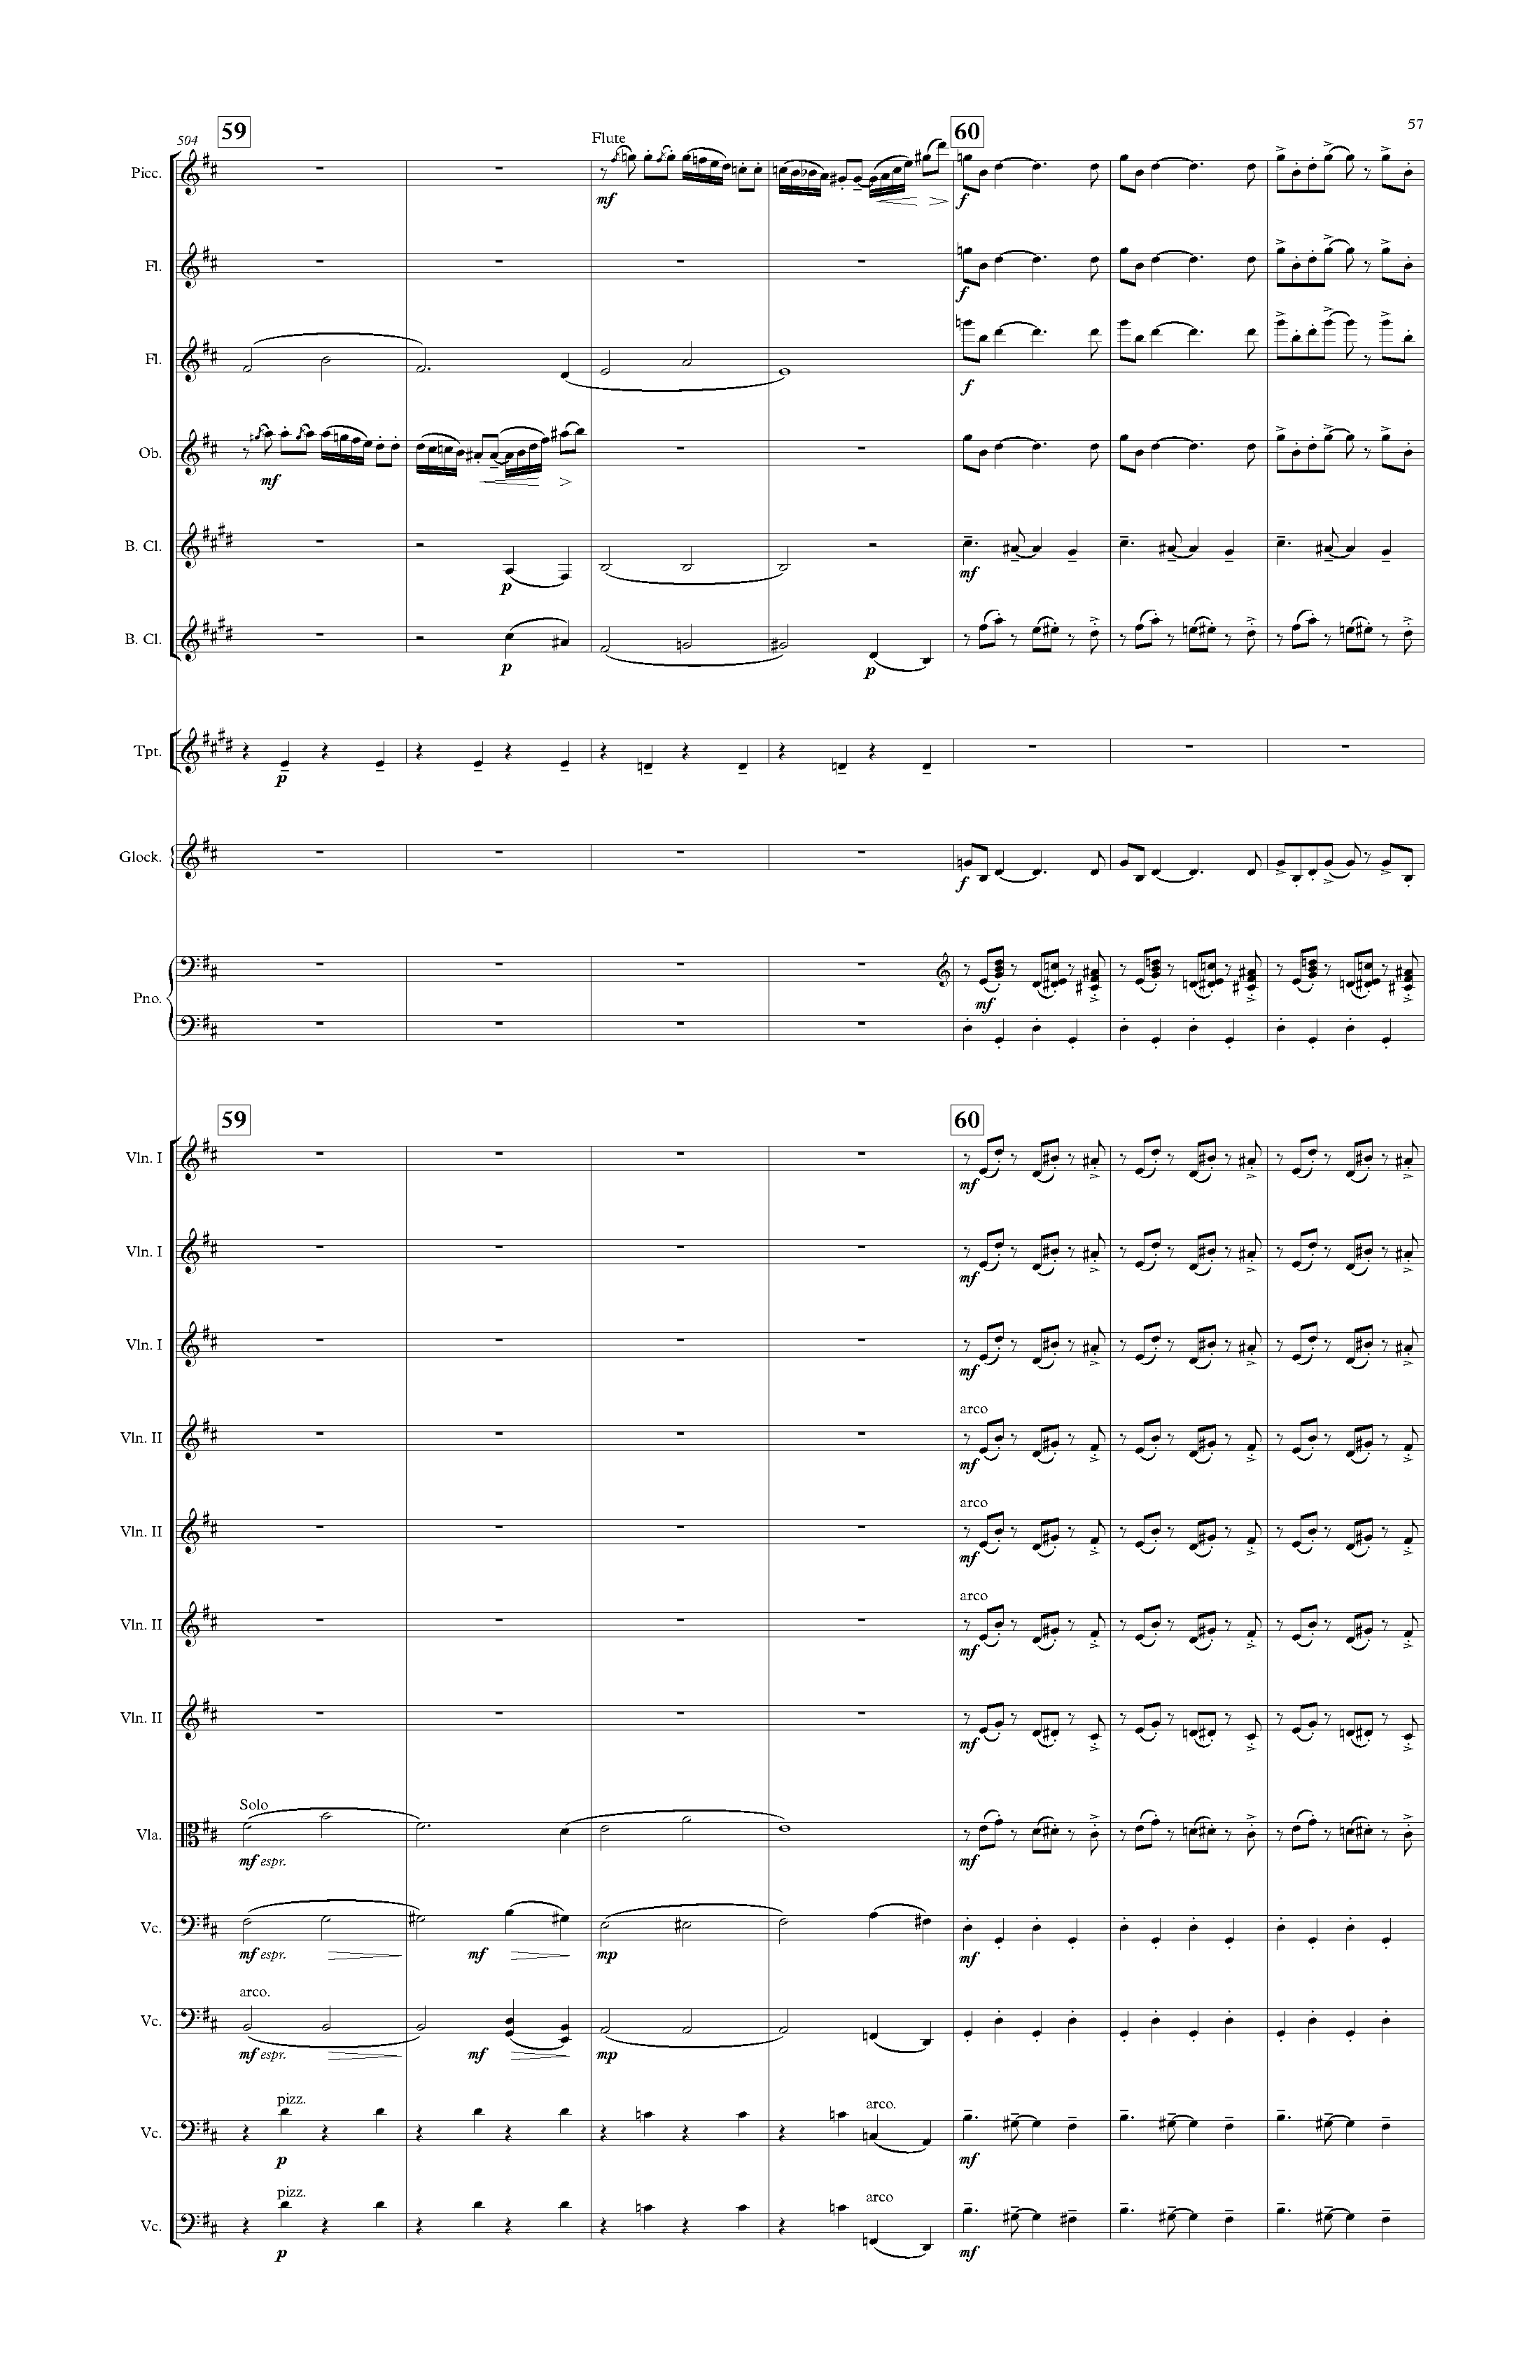 57
504
59
60
Flute
Picc.
mf
f
Fl.
f
Fl.
f
Ob.
mf
B. Cl.
p
mf
B. Cl.
p
p
Tpt.
p
Glock.
f
Pno.
mf
59
60
Vln. I
mf
Vln. I
mf
Vln. I
mf
arco
Vln. II
mf
arco
Vln. II
mf
arco
Vln. II
mf
Vln. II
mf
Solo
Vla.
mf espr.
mf
Vc.
mf espr.
mf
mp
mf
arco.
Vc.
mf espr.
mf
mp
pizz.
arco.
Vc.
p
mf
pizz.
arco
Vc.
p
mf